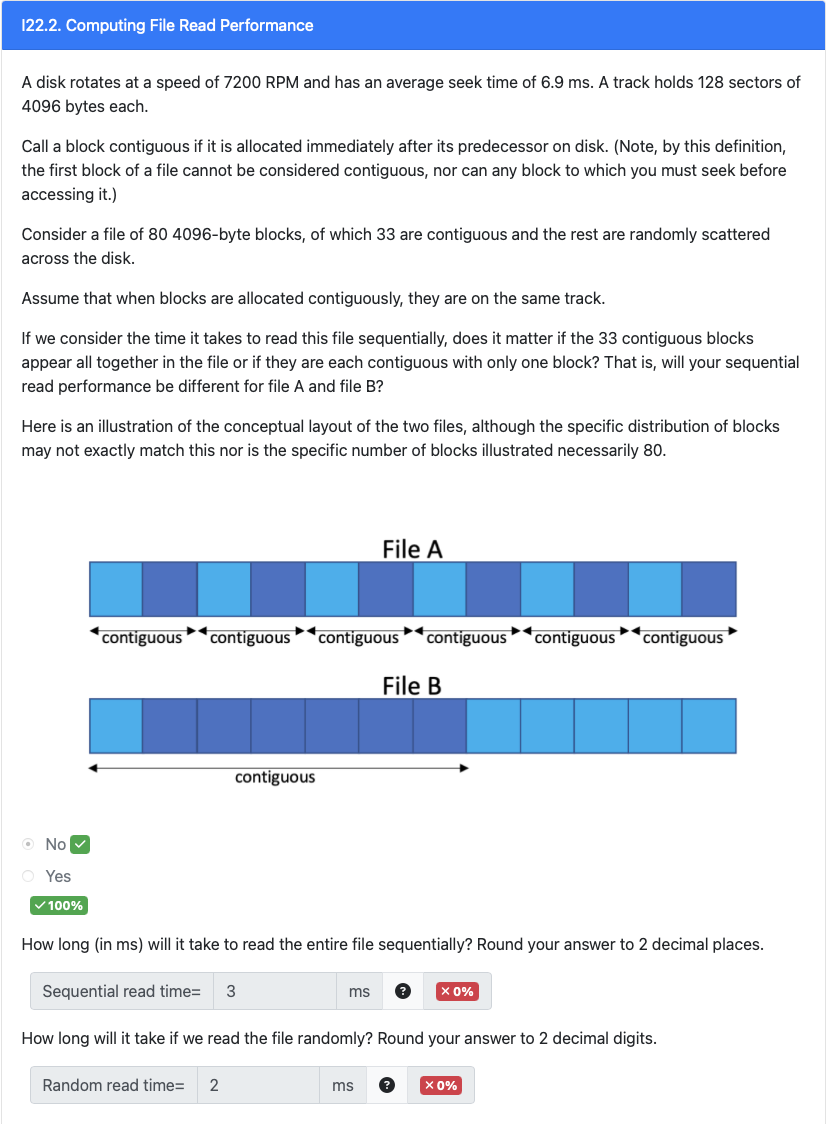 I22.2. Computing File Read Performance
A disk rotates at a speed of 7200 RPM and has an average seek time of 6.9 ms. A track holds 128 sectors of
4096 bytes each.
Call a block contiguous if it is allocated immediately after its predecessor on disk. (Note, by this definition,
the first block of a file cannot be considered contiguous, nor can any block to which you must seek before
accessing it.)
Consider a file of 80 4096-byte blocks, of which 33 are contiguous and the rest are randomly scattered
across the disk.
Assume that when blocks are allocated contiguously, they are on the same track.
If we consider the time it takes to read this file sequentially, does it matter if the 33 contiguous blocks
appear all together in the file or if they are each contiguous with only one block? That is, will your sequential
read performance be different for file A and file B?
Here is an illustration of the conceptual layout of the two files, although the specific distribution of blocks
may not exactly match this nor is the specific number of blocks illustrated necessarily 80.
File A
contiguous contiguous contiguous contiguous contiguous contiguous
File B
contiguous
No
Yes
100%
How long (in ms) will it take to read the entire file sequentially? Round your answer to 2 decimal places.
Sequential read time= 3 ms ? 0%
How long will it take if we read the file randomly? Round your answer to 2 decimal digits.
Random read time= 2 ms ? 0%